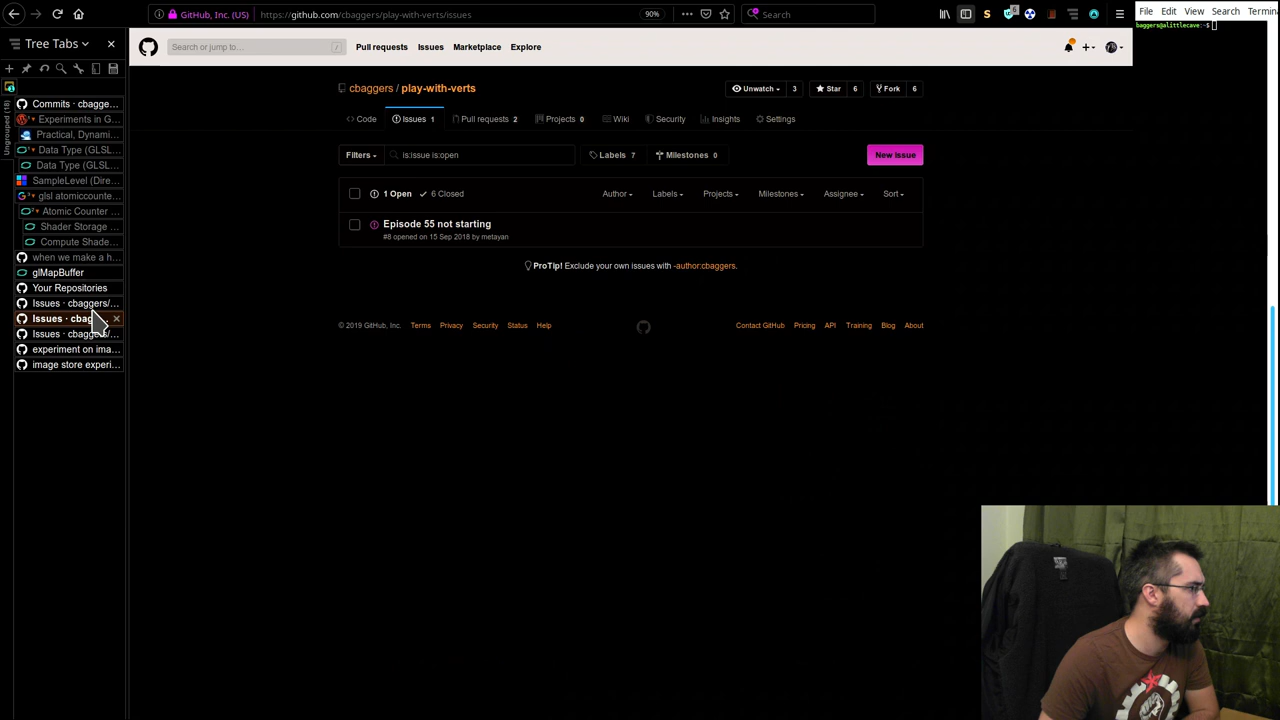 GitHub, Inc. (US)
https://github.com/cbaggers/play-with-verts/issues
90%
Search
File Edit View Search Termin
baggers@alittlecave:~$
Tree Tabs
Search or jump to…
/
Pull requests Issues Marketplace Explore
Ungrouped (18)
Commits · cbagge…
Experiments in G…
Practical, Dynami…
Data Type (GLSL…
Data Type (GLSL…
SampleLevel (Dire…
glsl atomiccounte…
Atomic Counter …
Shader Storage …
Compute Shade…
when we make a h…
glMapBuffer
Your Repositories
Issues · cbaggers/…
Issues · cbag
Issues · cbaggers/…
experiment on ima…
image store experi…
cbaggers / play-with-verts
Unwatch 3
Star 6
Fork 6
Code
Issues 1
Pull requests 2
Projects 0
Wiki
Security
Insights
Settings
Filters
is:issue is:open
Labels 7
Milestones 0
New issue
1 Open
6 Closed
Author
Labels
Projects
Milestones
Assignee
Sort
Episode 55 not starting
#8 opened on 15 Sep 2018 by metayan
ProTip! Exclude your own issues with -author:cbaggers.
© 2019 GitHub, Inc. Terms Privacy Security Status Help
Contact GitHub Pricing API Training Blog About